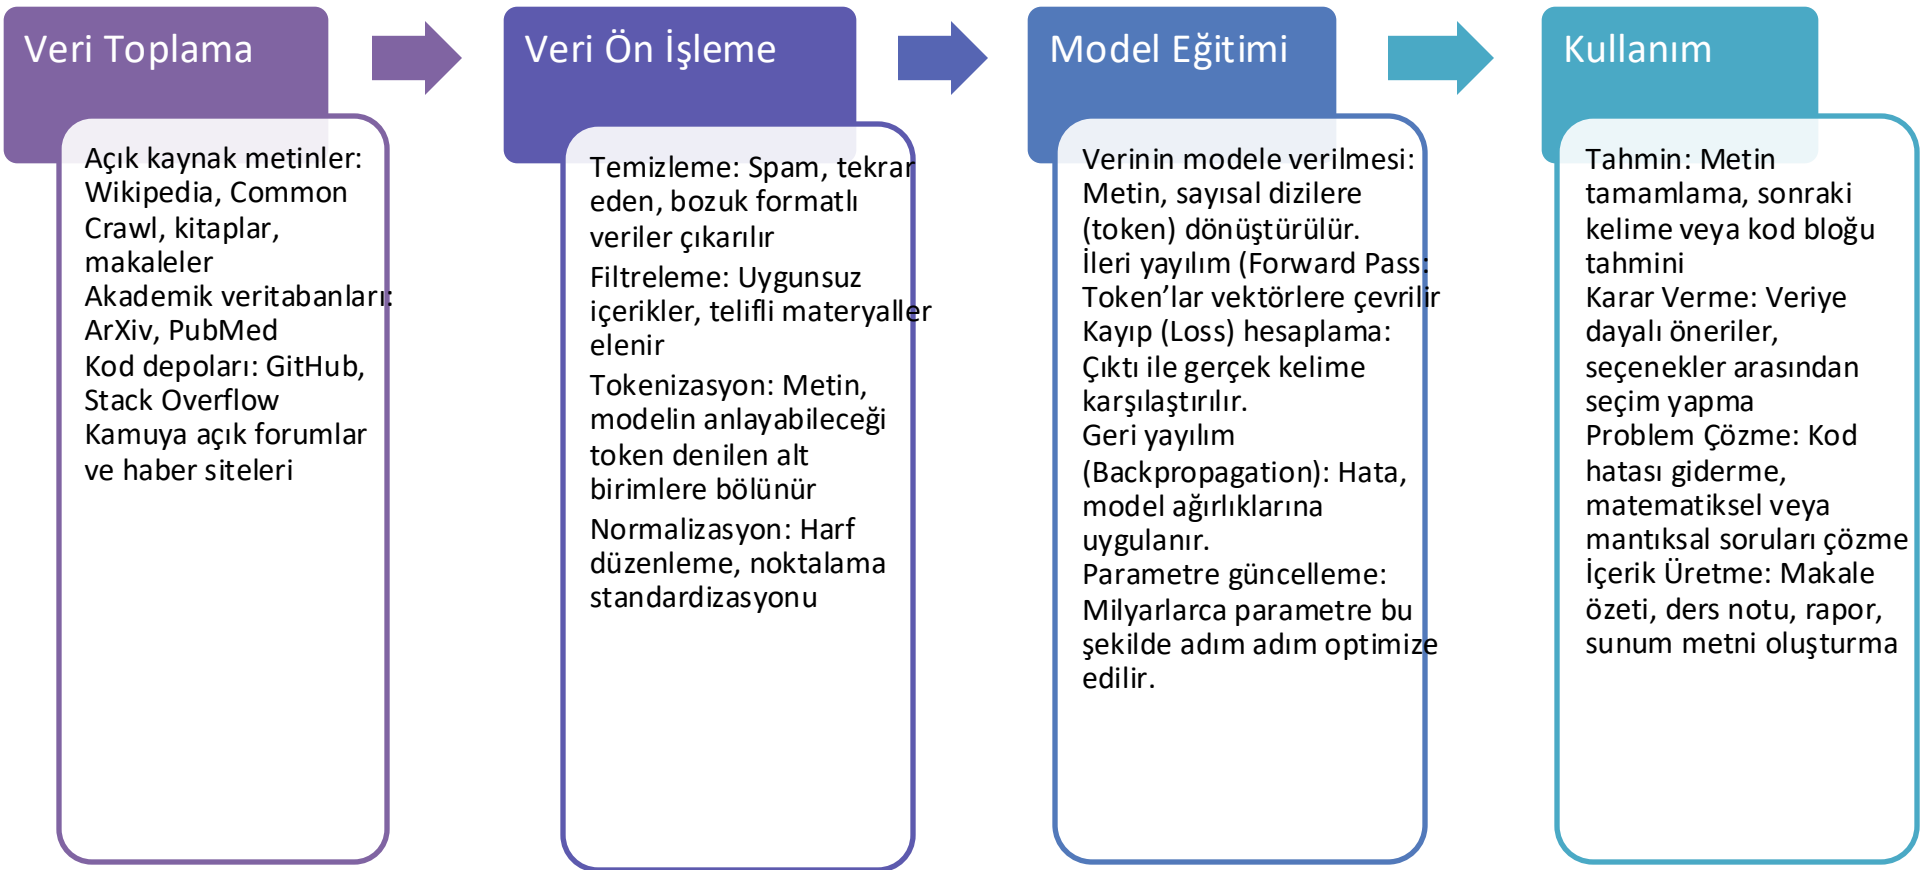 Veri Toplama
Açık kaynak metinler:
Wikipedia, Common
Crawl, kitaplar,
makaleler
Akademik veritabanları:
ArXiv, PubMed
Kod depoları: GitHub,
Stack Overflow
Kamuya açık forumlar
ve haber siteleri
Veri Ön İşleme
Temizleme: Spam, tekrar
eden, bozuk formatlı
veriler çıkarılır
Filtreleme: Uygunsuz
içerikler, telifli materyaller
elenir
Tokenizasyon: Metin,
modelin anlayabileceği
token denilen alt
birimlere bölünür
Normalizasyon: Harf
düzenleme, noktalama
standardizasyonu
Model Eğitimi
Verinin modele verilmesi:
Metin, sayısal dizilere
(token) dönüştürülür.
İleri yayılım (Forward Pass:
Token’lar vektörlere çevrilir
Kayıp (Loss) hesaplama:
Çıktı ile gerçek kelime
karşılaştırılır.
Geri yayılım
(Backpropagation): Hata,
model ağırlıklarına
uygulanır.
Parametre güncelleme:
Milyarlarca parametre bu
şekilde adım adım optimize
edilir.
Kullanım
Tahmin: Metin
tamamlama, sonraki
kelime veya kod bloğu
tahmini
Karar Verme: Veriye
dayalı öneriler,
seçenekler arasından
seçim yapma
Problem Çözme: Kod
hatası giderme,
matematiksel veya
mantıksal soruları çözme
İçerik Üretme: Makale
özeti, ders notu, rapor,
sunum metni oluşturma